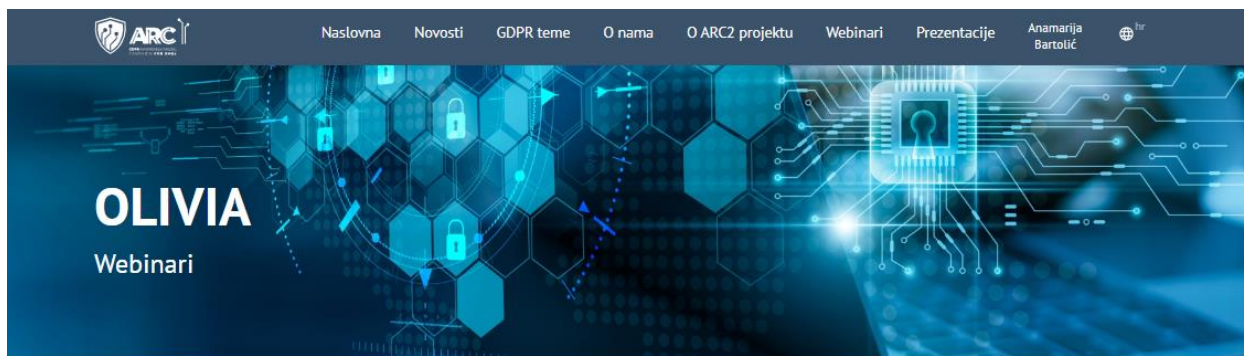 ARC
Naslovna
Novosti
GDPR teme
O nama
O ARC2 projektu
Webinari
Prezentacije
Anamarija
Bartolić
hr
OLIVIA
Webinari